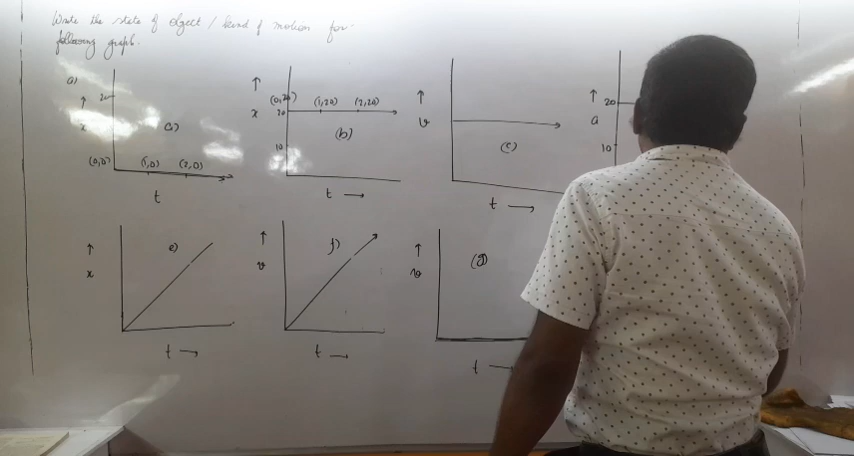 Write the state of object / kind of motion for
following graph.
a)
20
x
a)
(0,0) (1,0) (2,0)
t
(0,20) (1,20) (2,20)
x 20
(b)
10
t
v
(c)
t
20
a
10
e)
x
t
f)
v
t
(g)
v
t